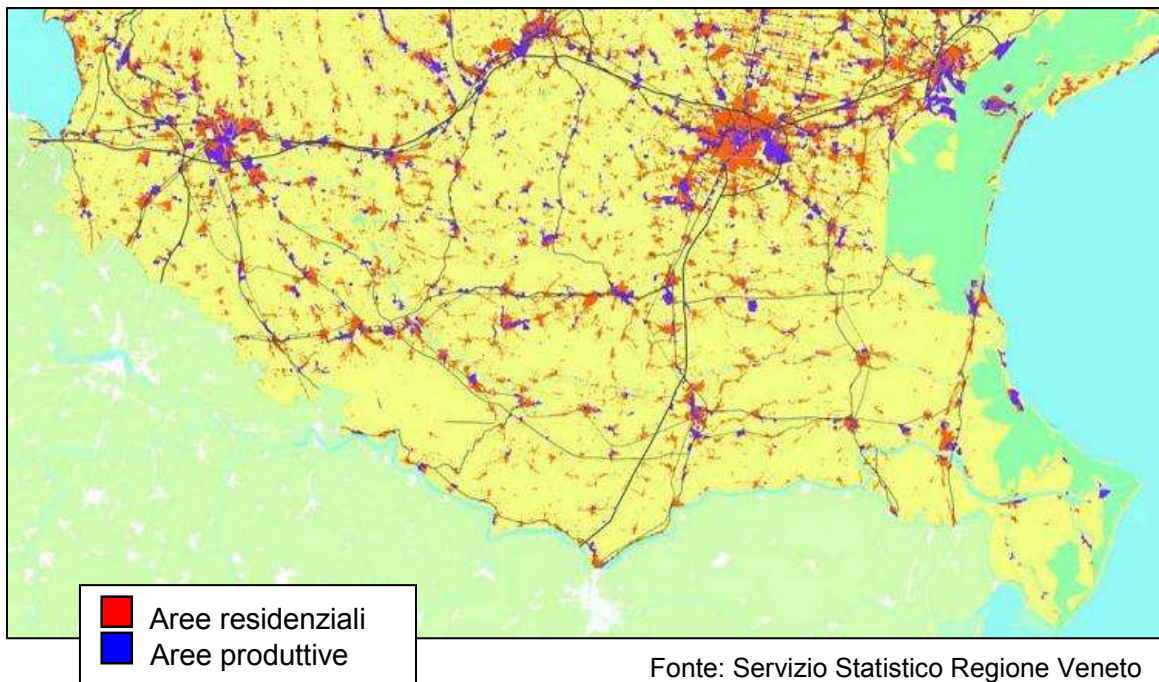 Aree residenziali
Aree produttive
Fonte: Servizio Statistico Regione Veneto